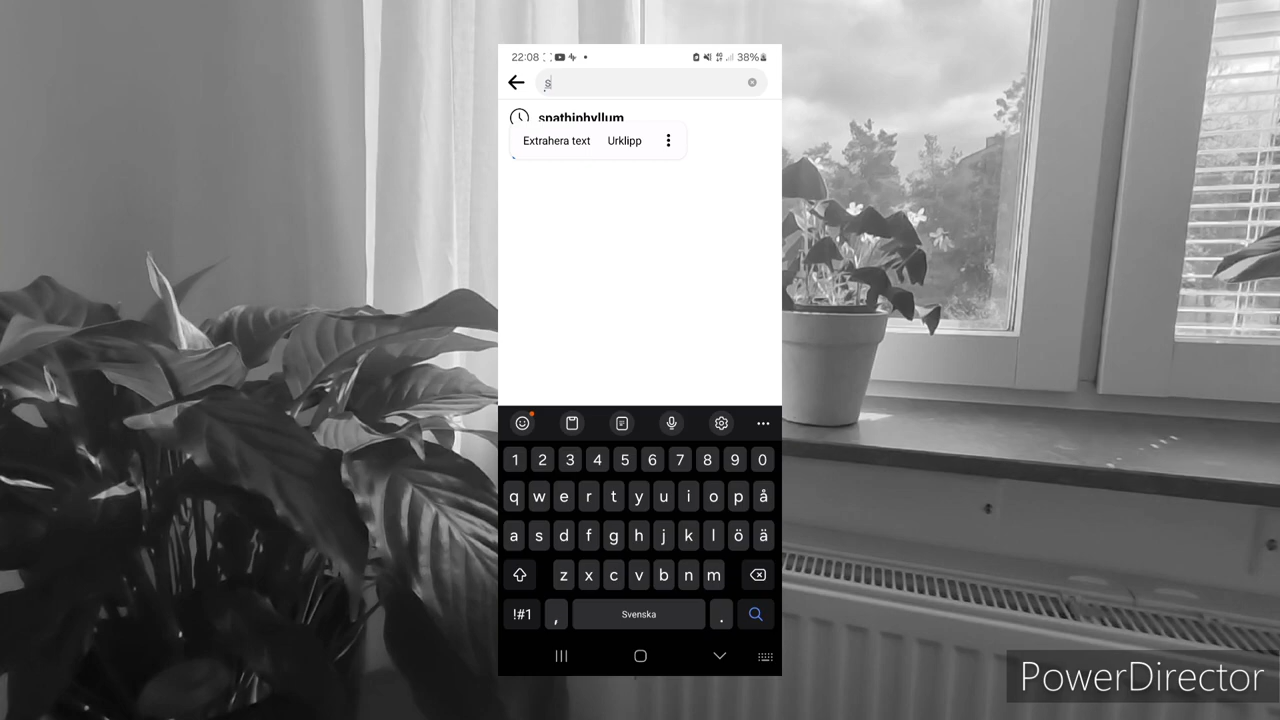 22:08 38%
s
spathiphyllum
Extrahera text Urklipp
1 2 3 4 5 6 7 8 9 0
q w e r t y u i o p å
a s d f g h j k l ö ä
z x c v b n m
!#1 , Svenska .
PowerDirector